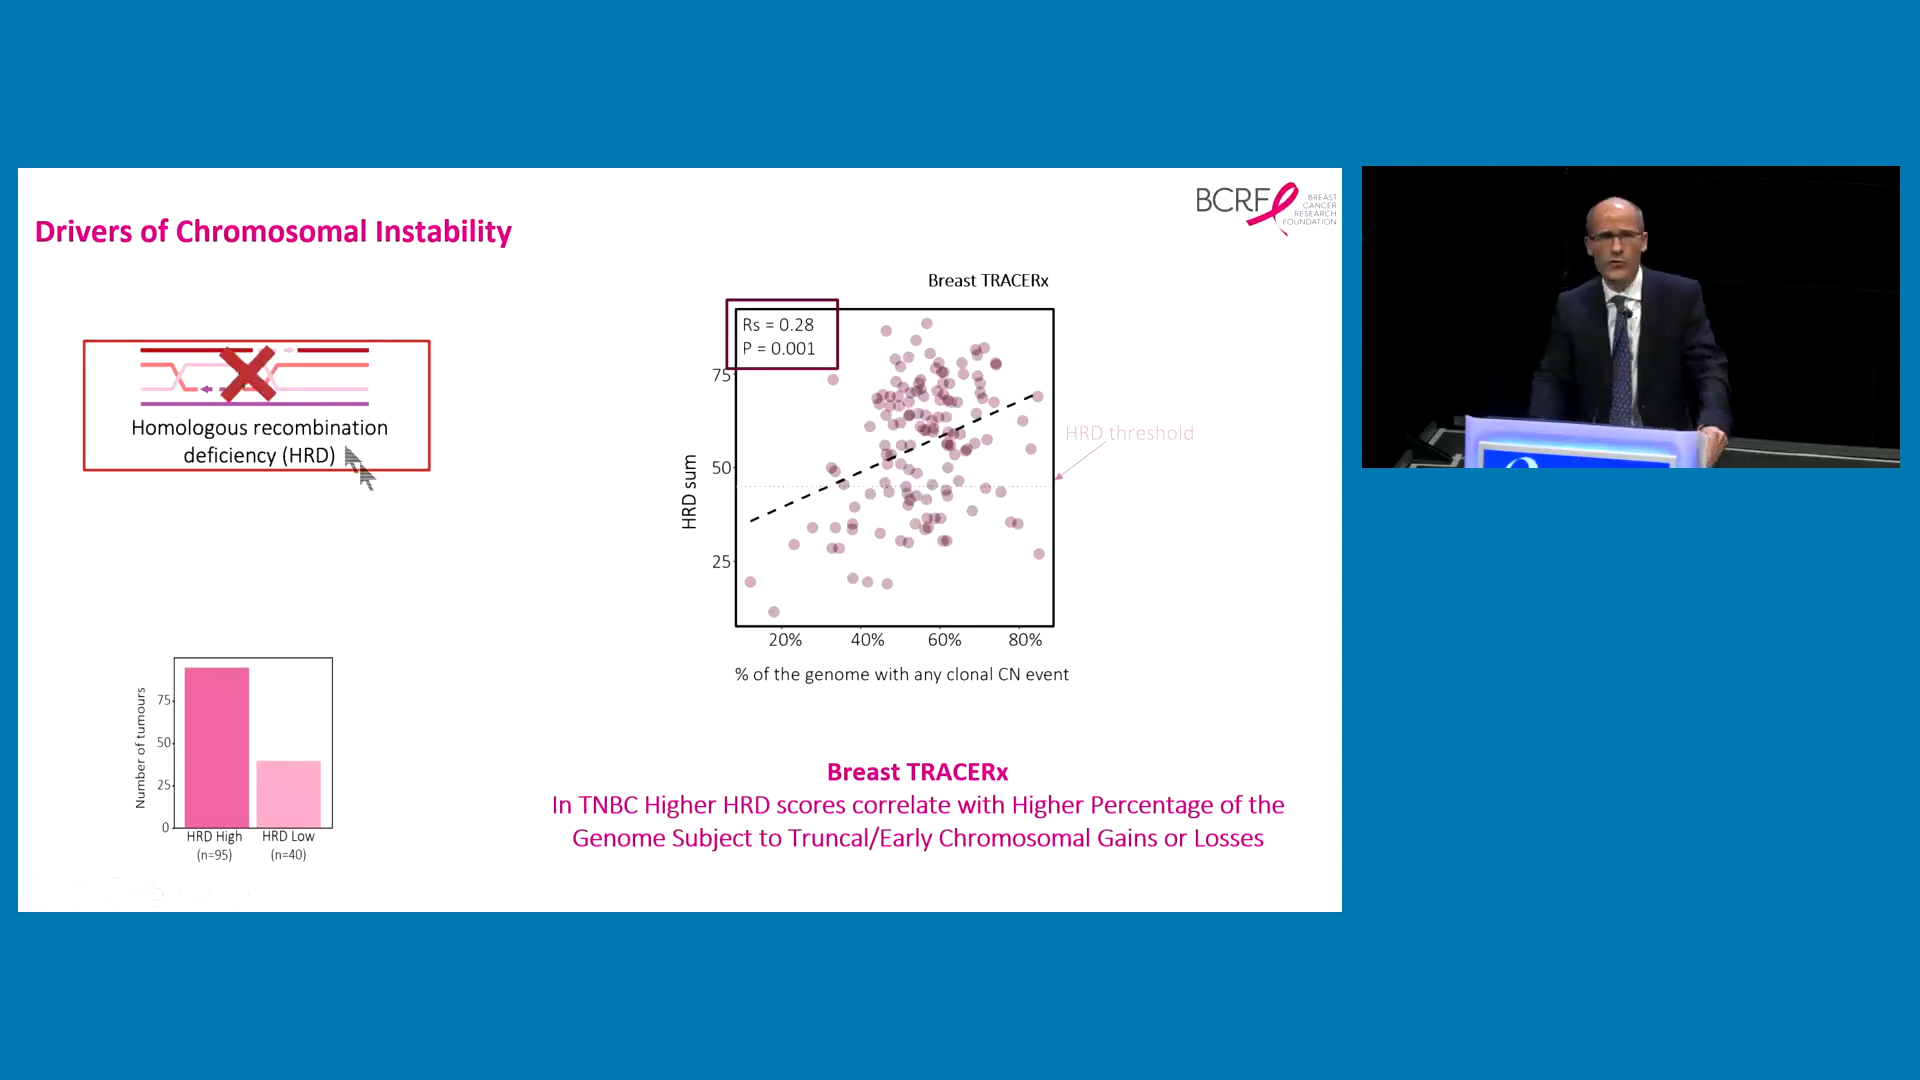 Drivers of Chromosomal Instability
BCRF
BREAST
CANCER
RESEARCH
FOUNDATION
Homologous recombination
deficiency (HRD)
Breast TRACERx
Rs = 0.28
P = 0.001
HRD sum
75
50
25
HRD threshold
20% 40% 60% 80%
% of the genome with any clonal CN event
Number of tumours
75
50
25
0
HRD High HRD Low
(n=95) (n=40)
Breast TRACERx
In TNBC Higher HRD scores correlate with Higher Percentage of the
Genome Subject to Truncal/Early Chromosomal Gains or Losses